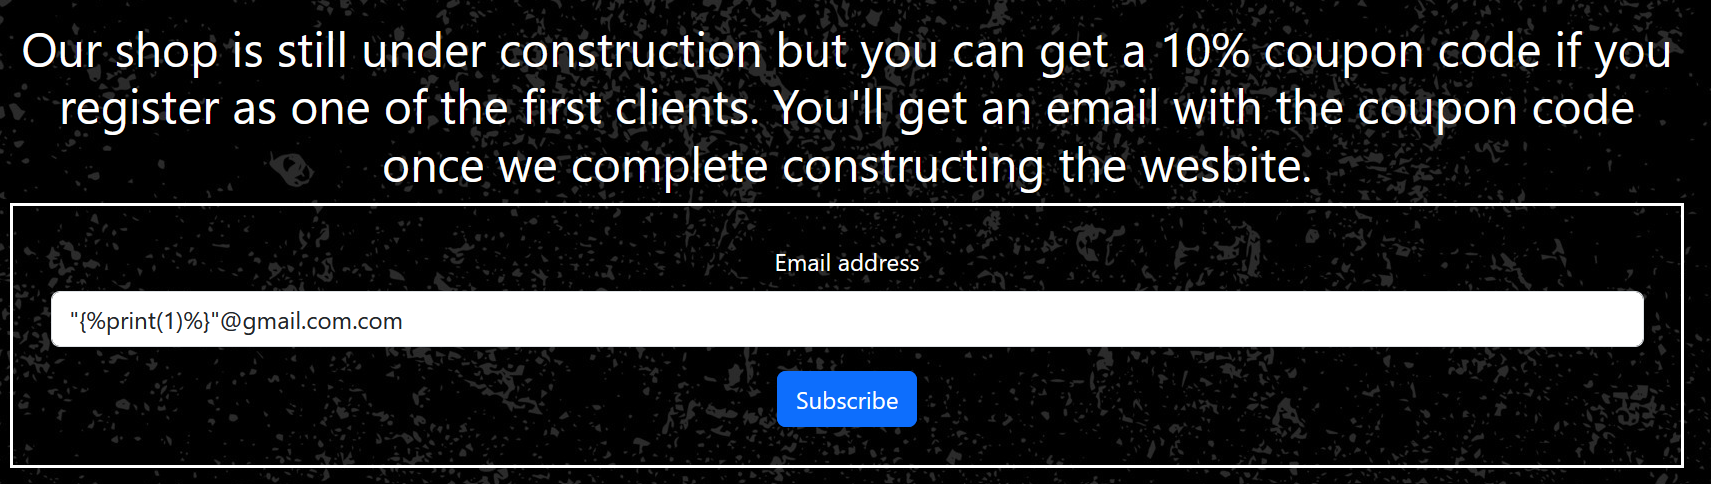 Our shop is still under construction but you can get a 10% coupon code if you
register as one of the first clients. You'll get an email with the coupon code
once we complete constructing the wesbite.
Email address
"{%print(1)%}"@gmail.com.com
Subscribe